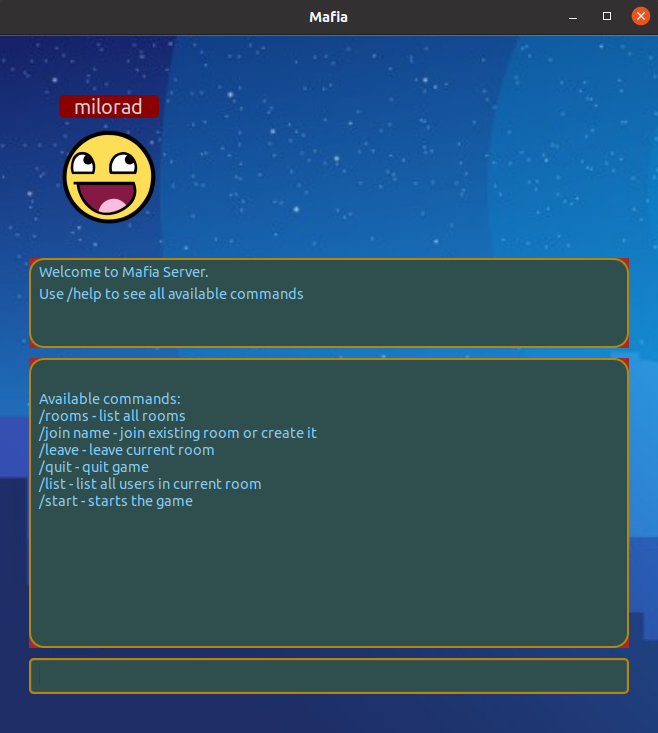 Mafia
milorad
Welcome to Mafia Server.
Use /help to see all available commands
Available commands:
/rooms - list all rooms
/join name - join existing room or create it
/leave - leave current room
/quit - quit game
/list - list all users in current room
/start - starts the game